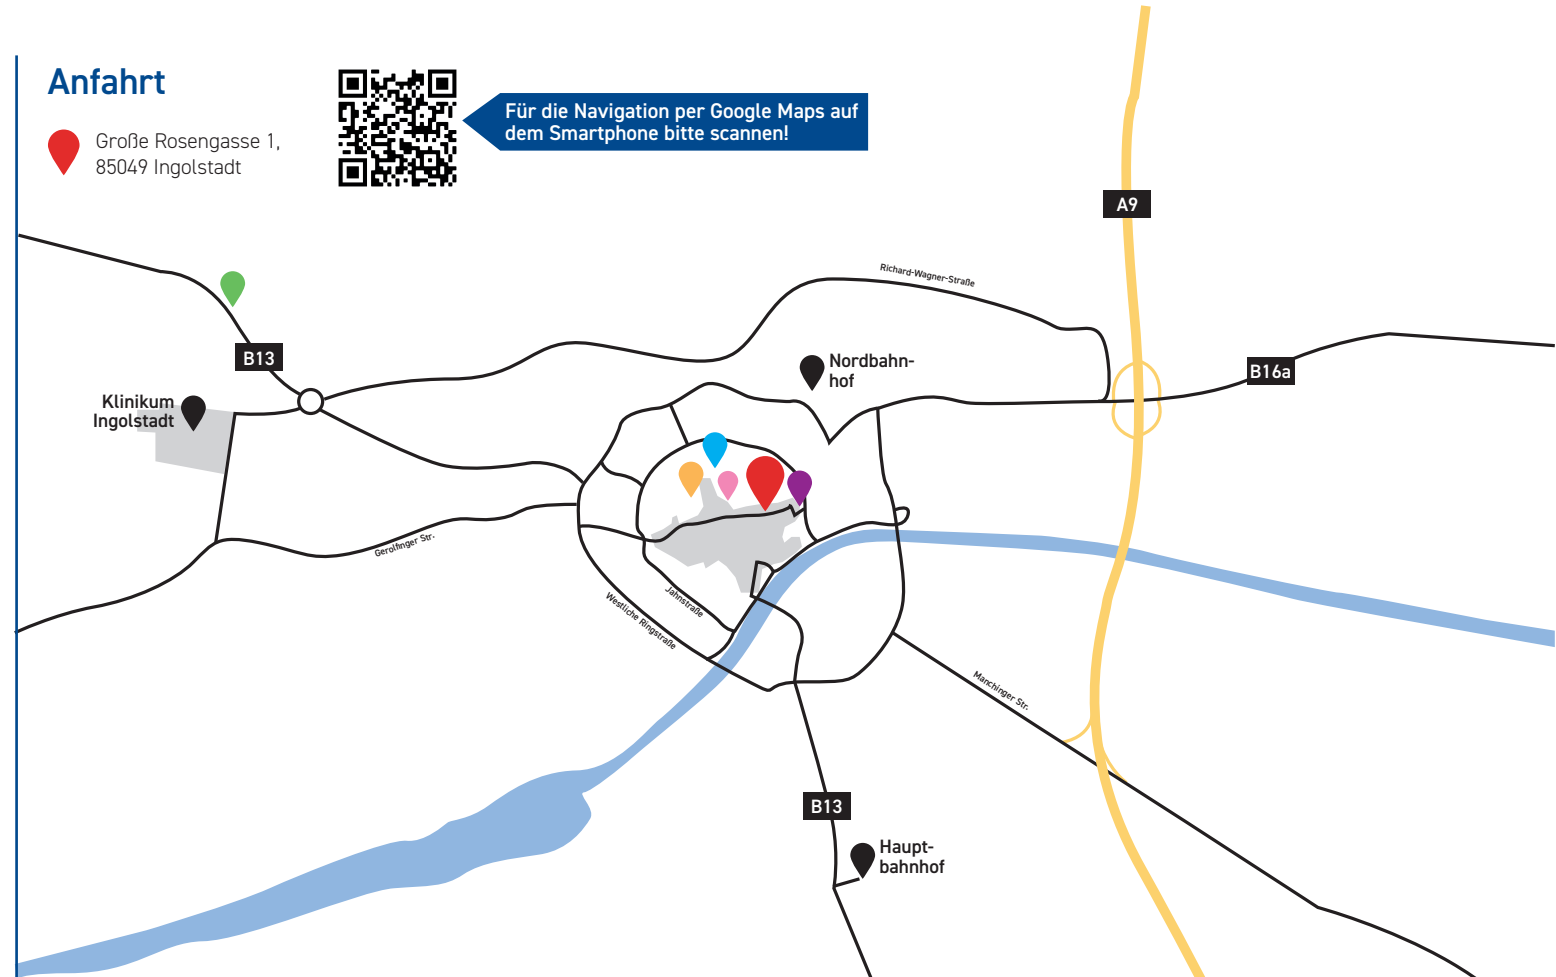 Anfahrt
Große Rosengasse 1,
85049 Ingolstadt
Für die Navigation per Google Maps auf
dem Smartphone bitte scannen!
A9
Richard-Wagner-Straße
B13
Nordbahn-
hof
B16a
Klinikum
Ingolstadt
Gerolfinger Str.
Jahnstraße
Westliche Ringstraße
Manchinger Str.
B13
Haupt-
bahnhof